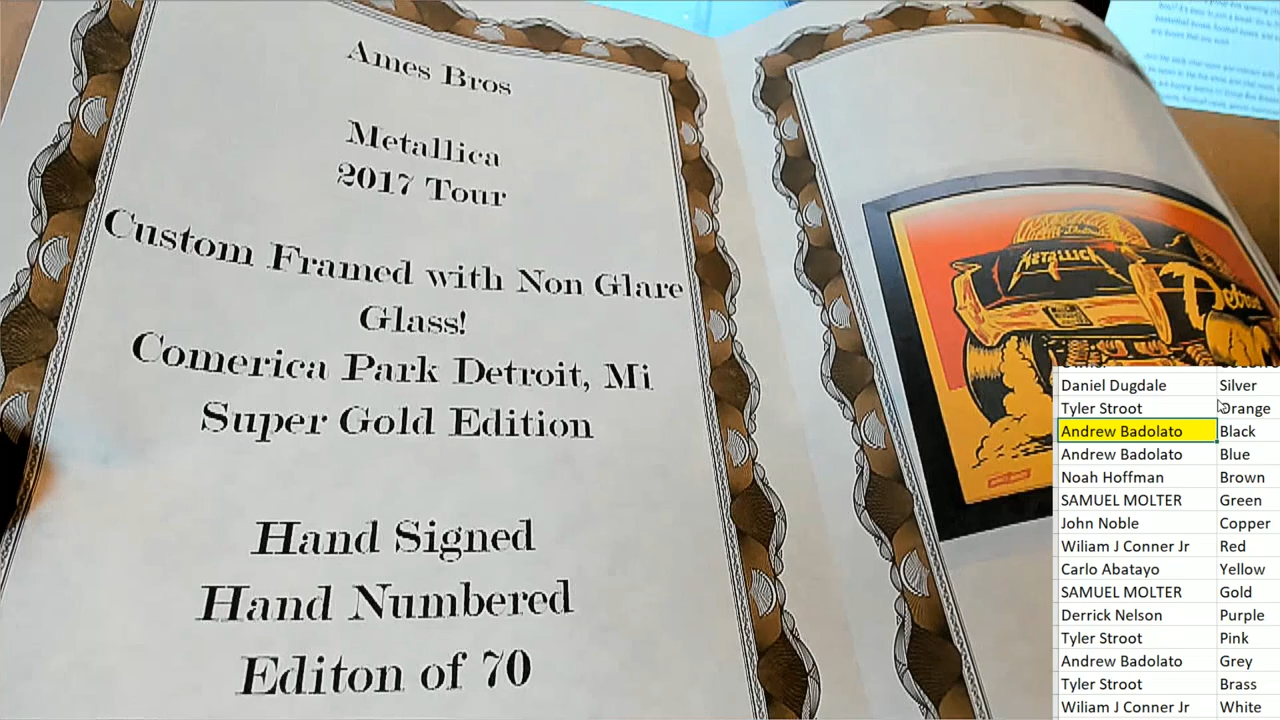 Ames Bros
Metallica
2017 Tour
Custom Framed with Non Glare
Glass!
Comerica Park Detroit, Mi
Super Gold Edition
Hand Signed
Hand Numbered
Editon of 70
METALLICA
Detroit
Daniel Dugdale Silver
Tyler Stroot Orange
Andrew Badolato Black
Andrew Badolato Blue
Noah Hoffman Brown
SAMUEL MOLTER Green
John Noble Copper
Wiliam J Conner Jr Red
Carlo Abatayo Yellow
SAMUEL MOLTER Gold
Derrick Nelson Purple
Tyler Stroot Pink
Andrew Badolato Grey
Tyler Stroot Brass
Wiliam J Conner Jr White